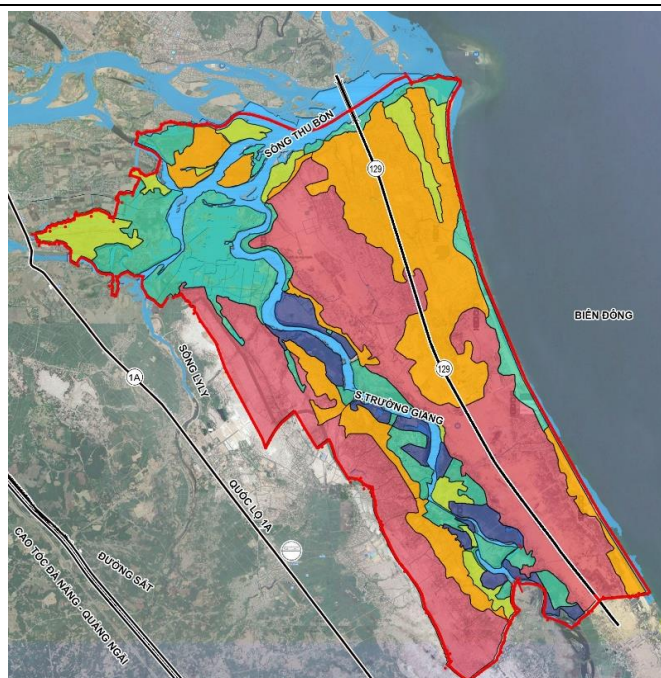 SÔNG THU BỒN
129
BIỂN ĐÔNG
1A
SÔNG LY LY
129
S TRƯỜNG GIANG
QUỐC LỘ 1A
ĐƯỜNG SẮT
CAO TỐC ĐÀ NẴNG - QUẢNG NGÃI